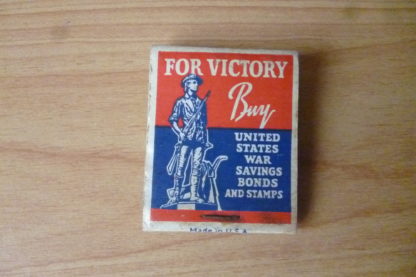 FOR VICTORY
Buy
UNITED
STATES
WAR
SAVINGS
BONDS
AND STAMPS
Made in U.S.A.